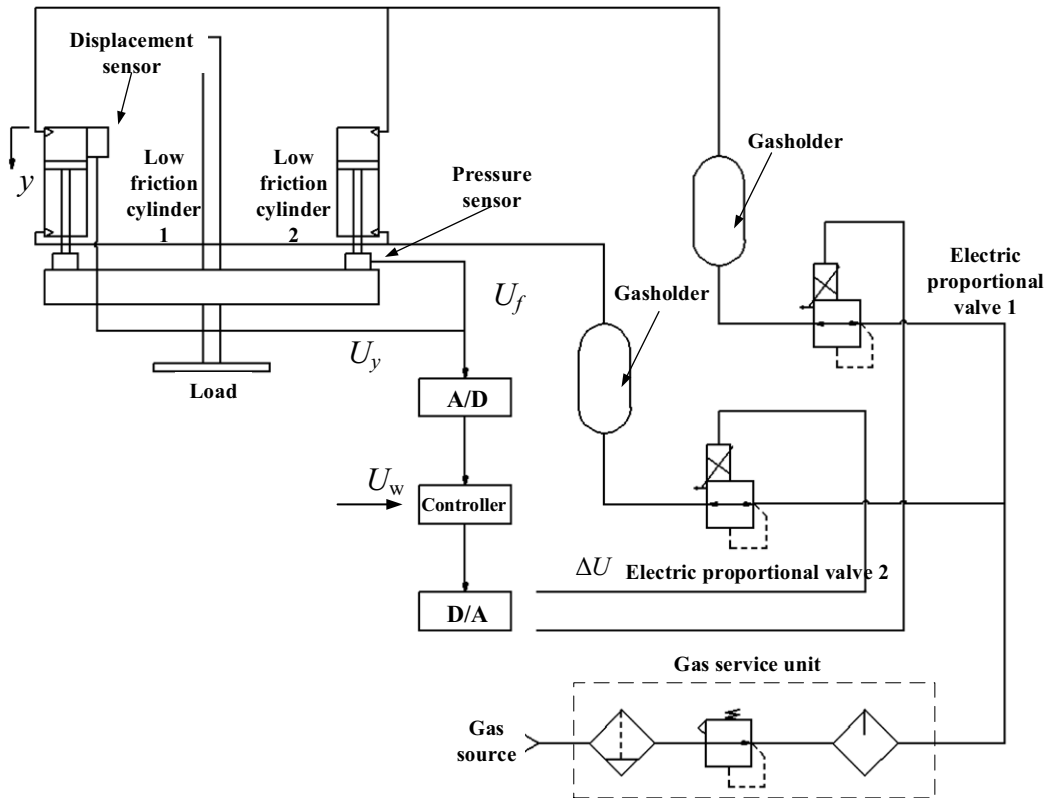 Displacement
sensor
y
Low
friction
cylinder
1
Low
friction
cylinder
2
Pressure
sensor
Gasholder
Electric
proportional
valve 1
Gasholder
U_f
U_y
Load
A/D
U_w
Controller
ΔU
Electric proportional valve 2
D/A
Gas service unit
Gas
source